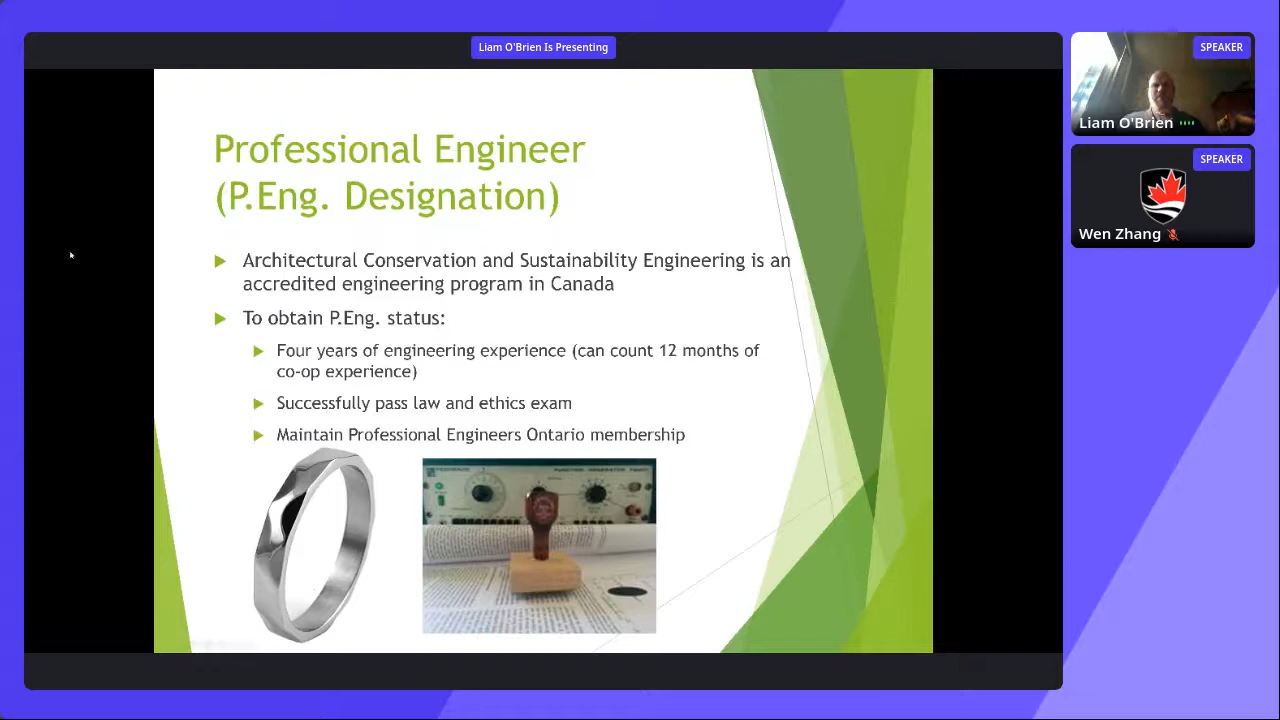 Liam O'Brien Is Presenting
SPEAKER
Liam O'Brien
SPEAKER
Wen Zhang
Professional Engineer
(P.Eng. Designation)
Architectural Conservation and Sustainability Engineering is an
accredited engineering program in Canada
To obtain P.Eng. status:
Four years of engineering experience (can count 12 months of
co-op experience)
Successfully pass law and ethics exam
Maintain Professional Engineers Ontario membership